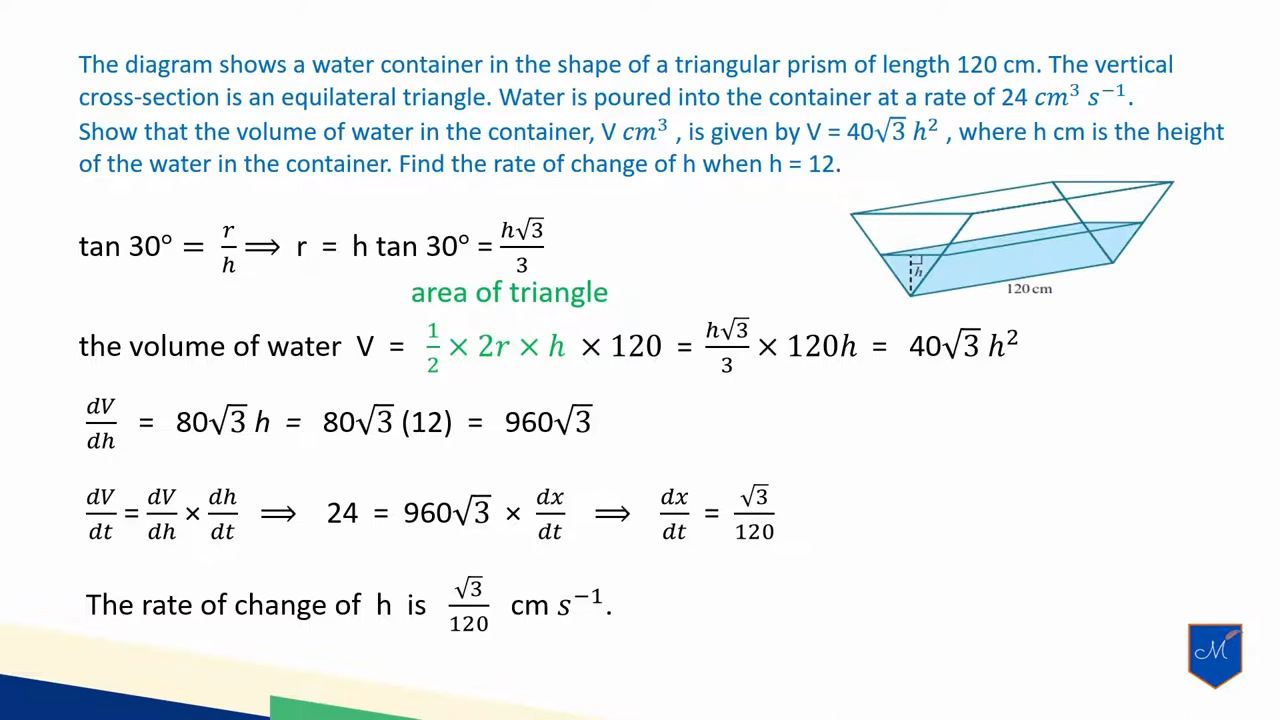 The diagram shows a water container in the shape of a triangular prism of length 120 cm. The vertical
cross-section is an equilateral triangle. Water is poured into the container at a rate of 24 cm³ s⁻¹.
Show that the volume of water in the container, V cm³ , is given by V = 40√3 h² , where h cm is the height
of the water in the container. Find the rate of change of h when h = 12.
tan 30° = r/h ⟹ r = h tan 30° = h√3/3
h
120 cm
area of triangle
the volume of water V = 1/2 × 2r × h × 120 = h√3/3 × 120h = 40√3 h²
dV/dh = 80√3 h = 80√3 (12) = 960√3
dV/dt = dV/dh × dh/dt ⟹ 24 = 960√3 × dx/dt ⟹ dx/dt = √3/120
The rate of change of h is √3/120 cm s⁻¹.
M